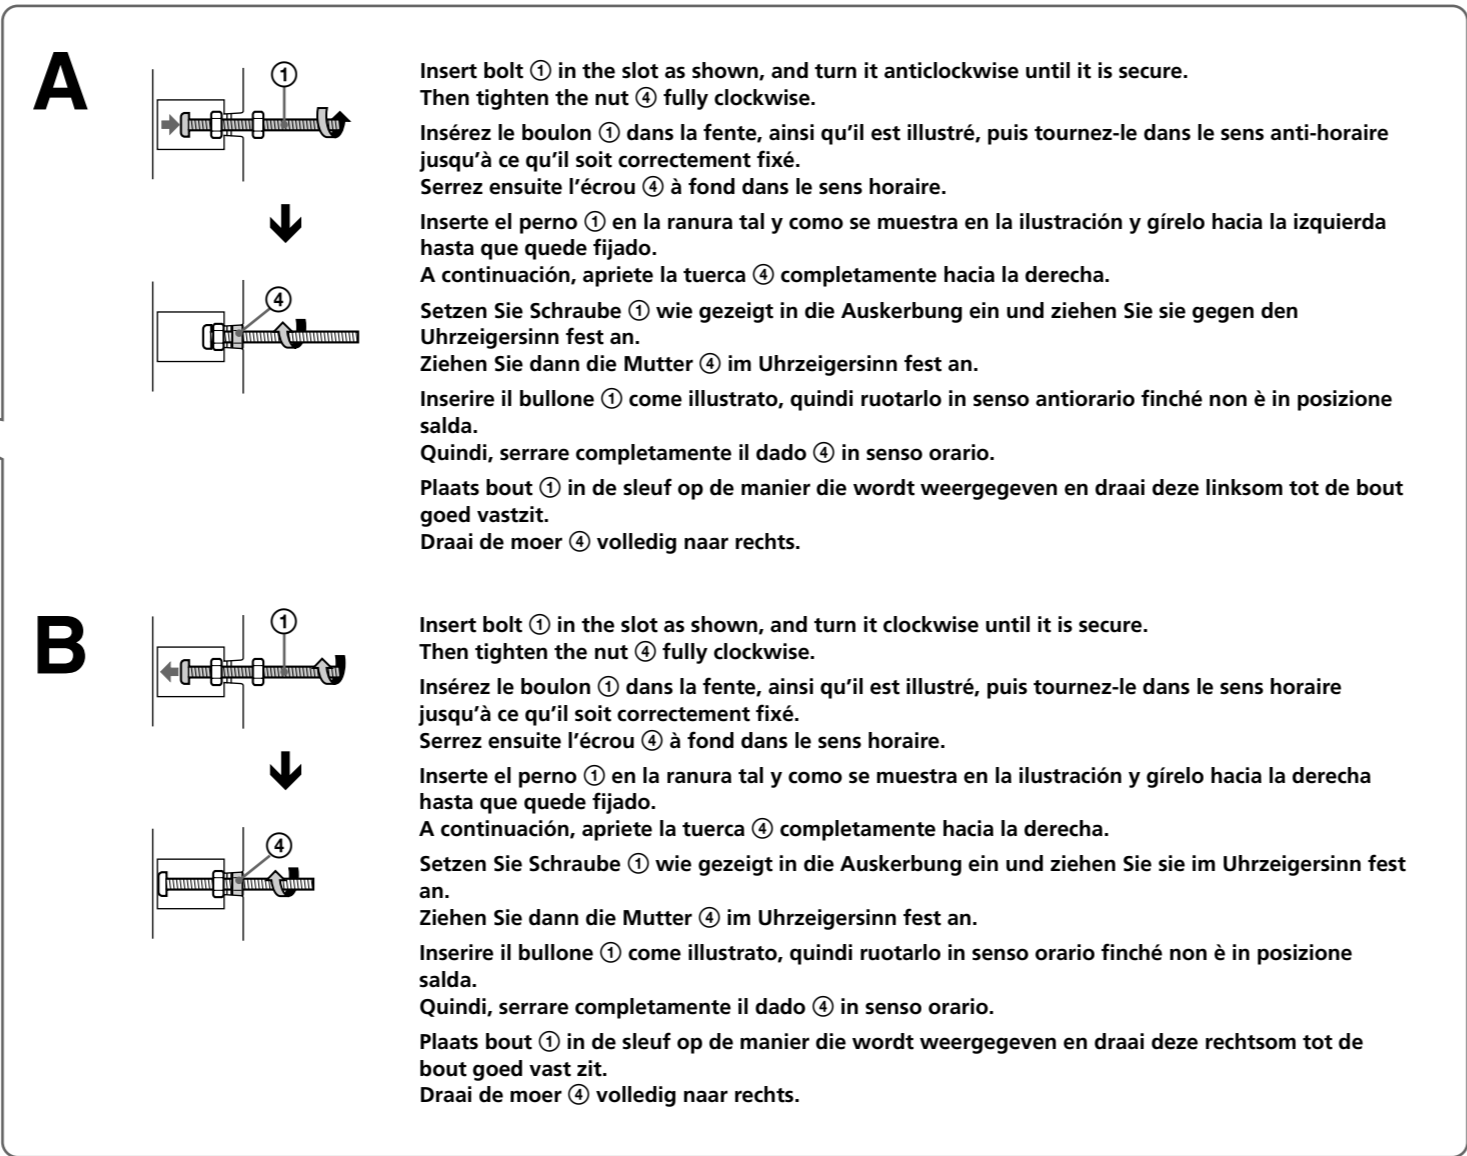 A
①
Insert bolt ① in the slot as shown, and turn it anticlockwise until it is secure.
Then tighten the nut ④ fully clockwise.
Insérez le boulon ① dans la fente, ainsi qu’il est illustré, puis tournez-le dans le sens anti-horaire
jusqu’à ce qu’il soit correctement fixé.
Serrez ensuite l’écrou ④ à fond dans le sens horaire.
Inserte el perno ① en la ranura tal y como se muestra en la ilustración y gírelo hacia la izquierda
hasta que quede fijado.
A continuación, apriete la tuerca ④ completamente hacia la derecha.
④
Setzen Sie Schraube ① wie gezeigt in die Auskerbung ein und ziehen Sie sie gegen den
Uhrzeigersinn fest an.
Ziehen Sie dann die Mutter ④ im Uhrzeigersinn fest an.
Inserire il bullone ① come illustrato, quindi ruotarlo in senso antiorario finché non è in posizione
salda.
Quindi, serrare completamente il dado ④ in senso orario.
Plaats bout ① in de sleuf op de manier die wordt weergegeven en draai deze linksom tot de bout
goed vastzit.
Draai de moer ④ volledig naar rechts.
B
①
Insert bolt ① in the slot as shown, and turn it clockwise until it is secure.
Then tighten the nut ④ fully clockwise.
Insérez le boulon ① dans la fente, ainsi qu’il est illustré, puis tournez-le dans le sens horaire
jusqu’à ce qu’il soit correctement fixé.
Serrez ensuite l’écrou ④ à fond dans le sens horaire.
Inserte el perno ① en la ranura tal y como se muestra en la ilustración y gírelo hacia la derecha
hasta que quede fijado.
A continuación, apriete la tuerca ④ completamente hacia la derecha.
④
Setzen Sie Schraube ① wie gezeigt in die Auskerbung ein und ziehen Sie sie im Uhrzeigersinn fest
an.
Ziehen Sie dann die Mutter ④ im Uhrzeigersinn fest an.
Inserire il bullone ① come illustrato, quindi ruotarlo in senso orario finché non è in posizione
salda.
Quindi, serrare completamente il dado ④ in senso orario.
Plaats bout ① in de sleuf op de manier die wordt weergegeven en draai deze rechtsom tot de
bout goed vast zit.
Draai de moer ④ volledig naar rechts.